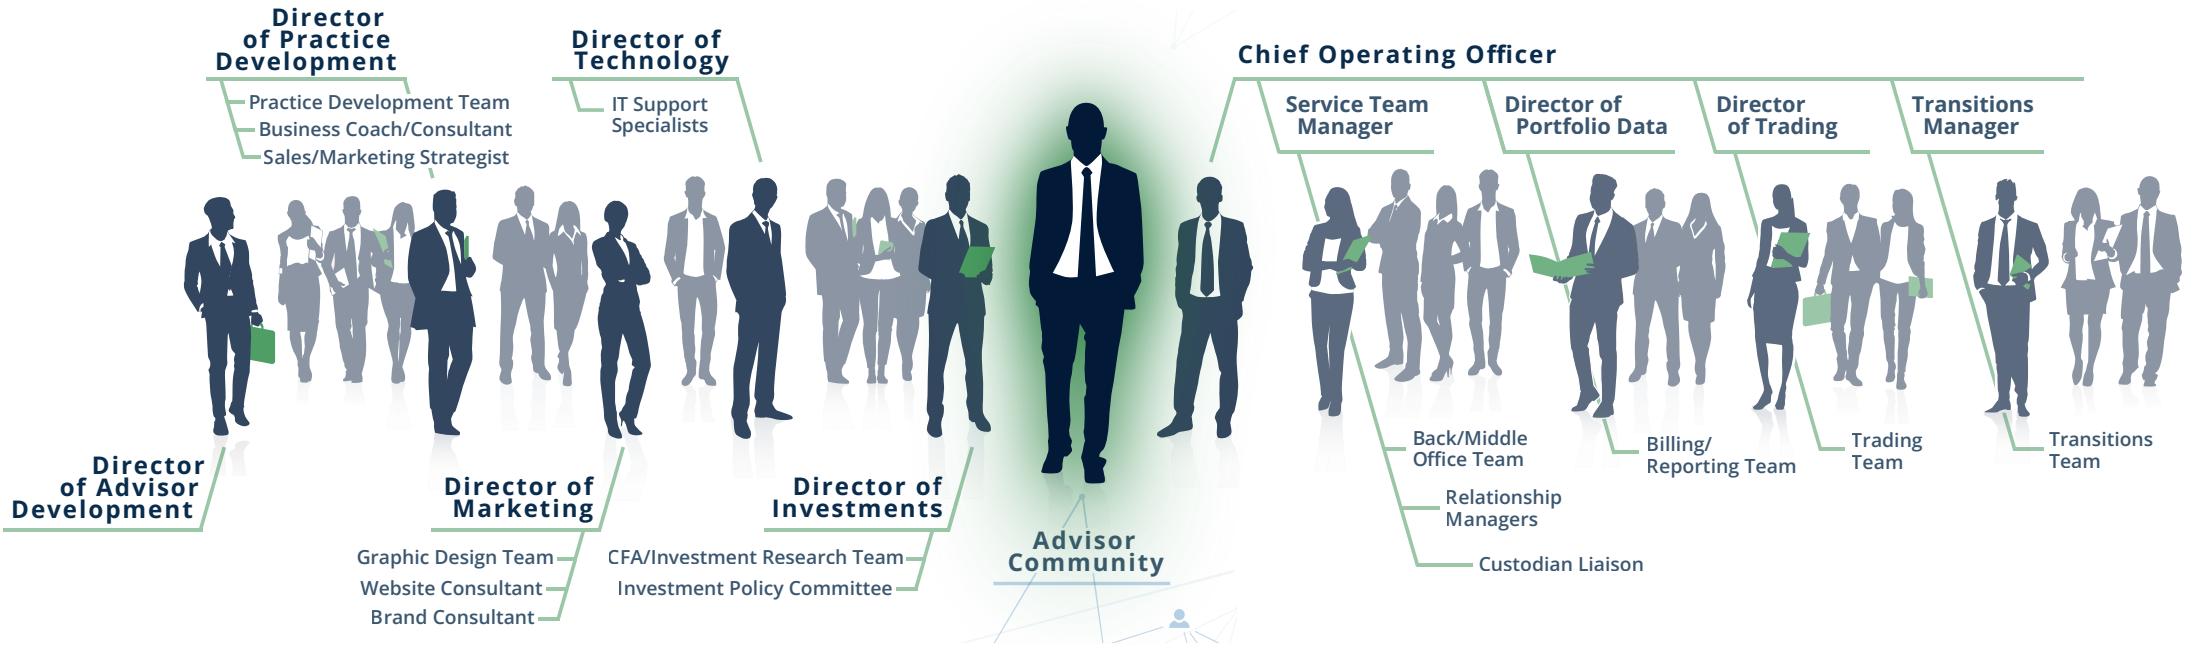 Director
of Practice
Development
Practice Development Team
Business Coach/Consultant
Sales/Marketing Strategist
Director of
Technology
IT Support
Specialists
Chief Operating Officer
Service Team
Manager
Director of
Portfolio Data
Director
of Trading
Transitions
Manager
Director
of Advisor
Development
Director of
Marketing
Graphic Design Team
Website Consultant
Brand Consultant
Director of
Investments
CFA/Investment Research Team
Investment Policy Committee
Advisor
Community
Back/Middle
Office Team
Relationship
Managers
Custodian Liaison
Billing/
Reporting Team
Trading
Team
Transitions
Team